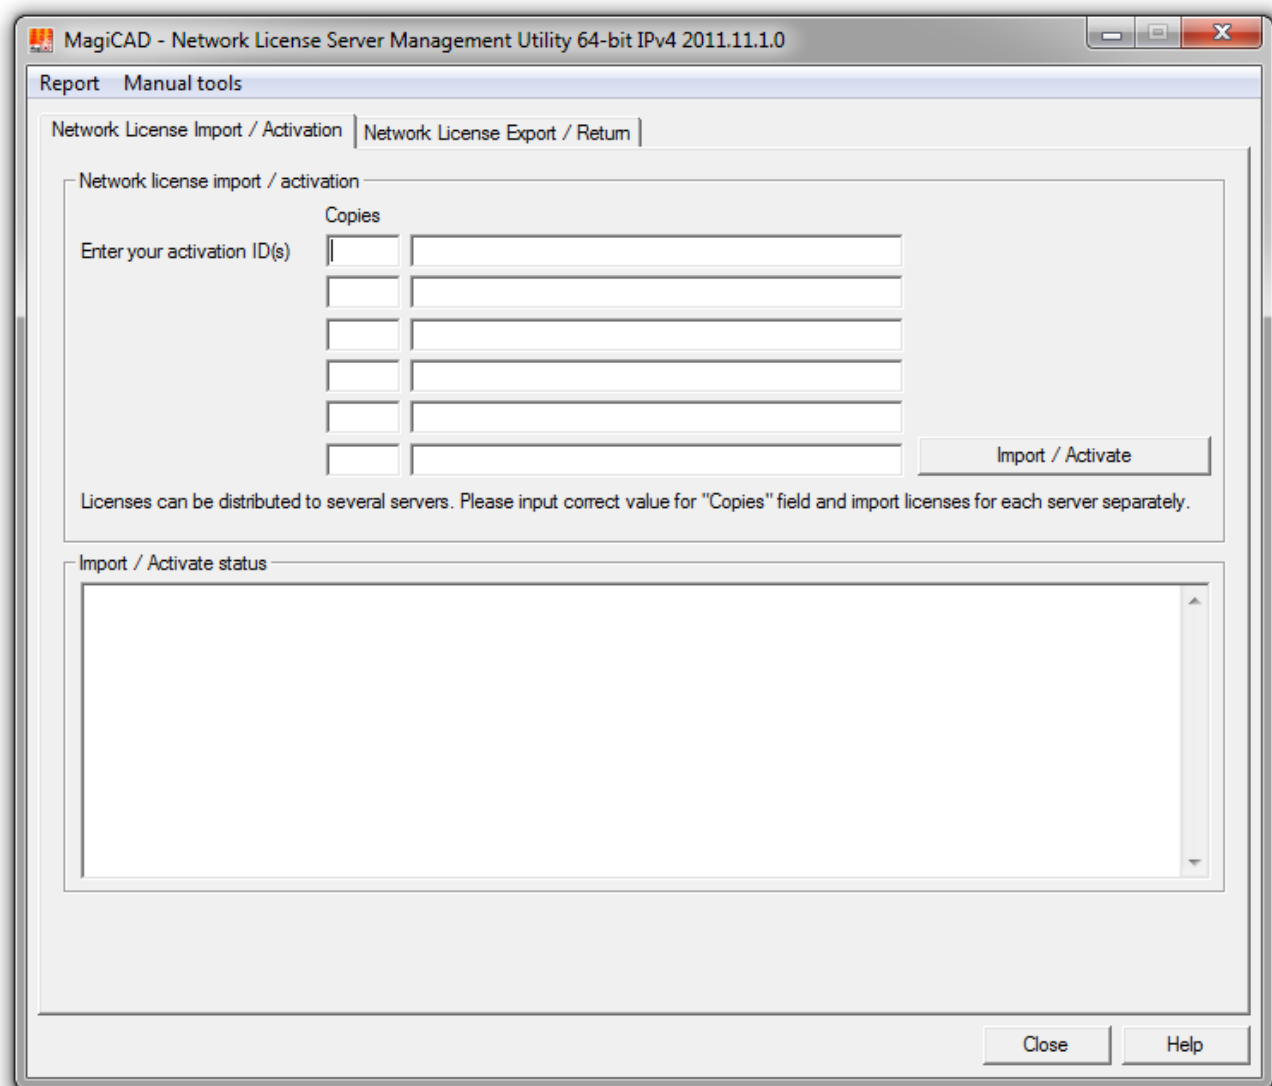 MagiCAD - Network License Server Management Utility 64-bit IPv4 2011.11.1.0
Report Manual tools
Network License Import / Activation Network License Export / Return
Network license import / activation
Copies
Enter your activation ID(s)
Import / Activate
Licenses can be distributed to several servers. Please input correct value for "Copies" field and import licenses for each server separately.
Import / Activate status
Close Help